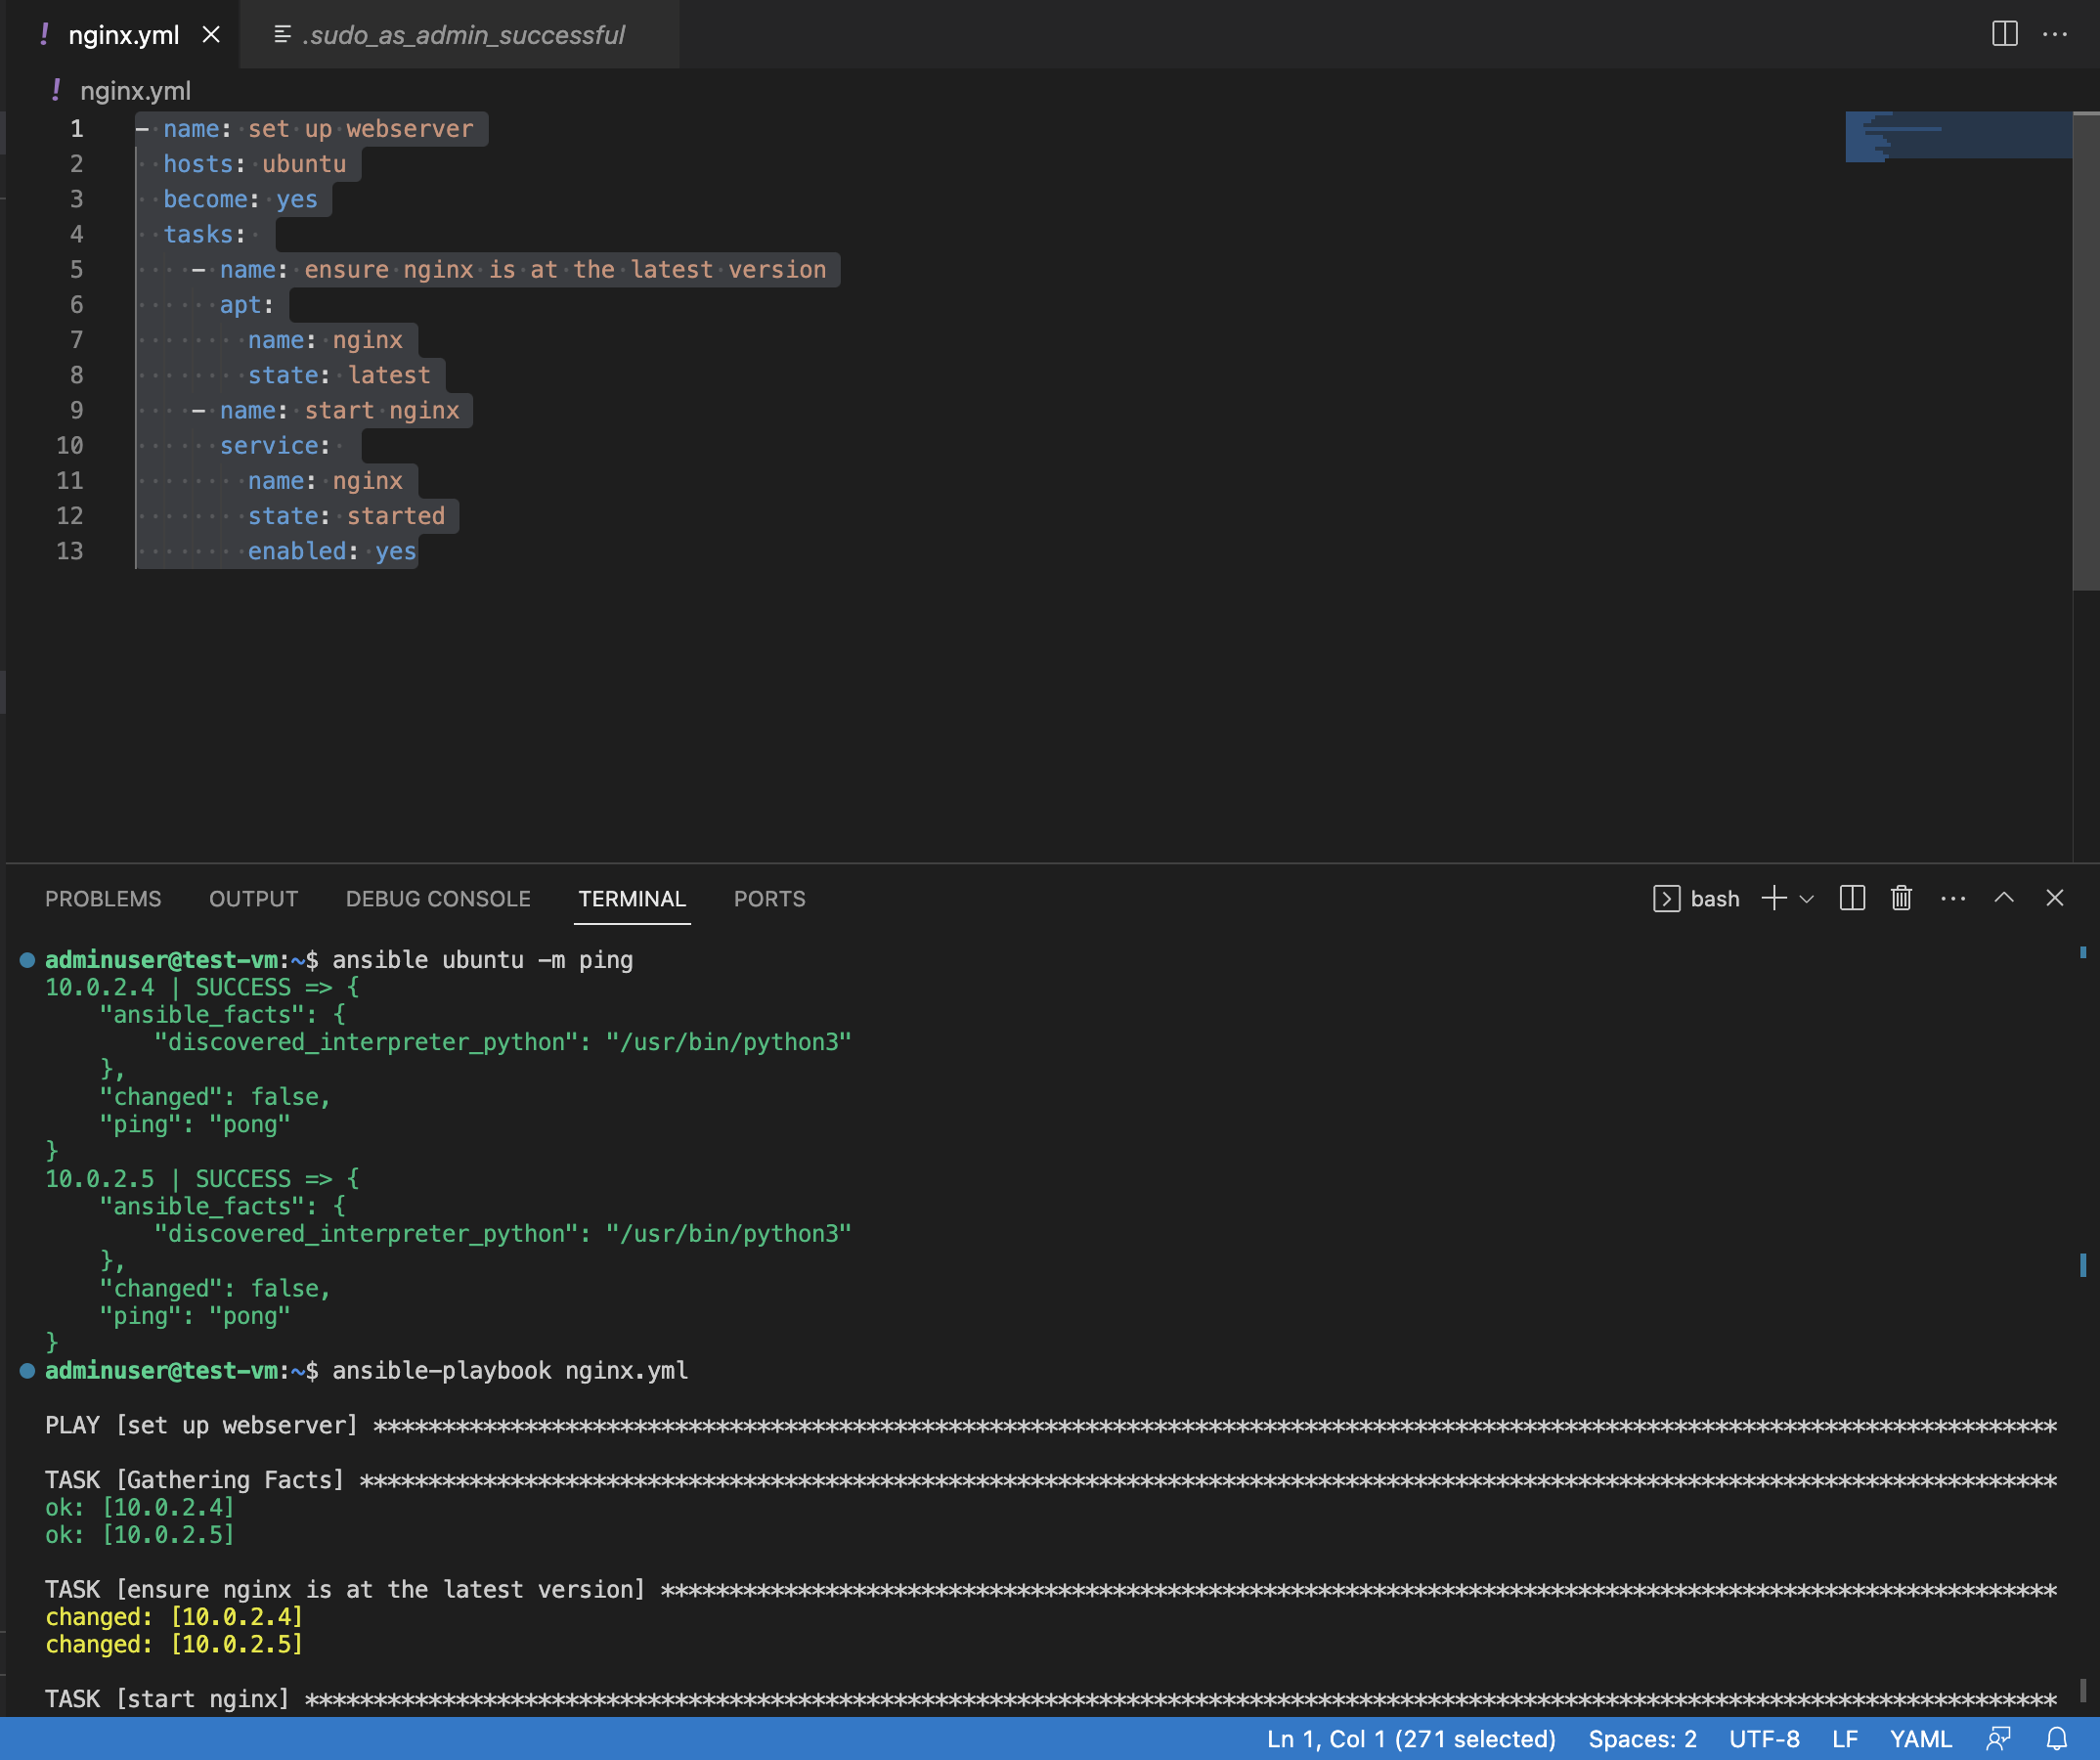 ! nginx.yml
.sudo_as_admin_successful
! nginx.yml
1 - name: set up webserver
2 hosts: ubuntu
3 become: yes
4 tasks:
5 - name: ensure nginx is at the latest version
6 apt:
7 name: nginx
8 state: latest
9 - name: start nginx
10 service:
11 name: nginx
12 state: started
13 enabled: yes
PROBLEMS OUTPUT DEBUG CONSOLE TERMINAL PORTS bash
adminuser@test-vm:~$ ansible ubuntu -m ping
10.0.2.4 | SUCCESS => {
"ansible_facts": {
"discovered_interpreter_python": "/usr/bin/python3"
},
"changed": false,
"ping": "pong"
}
10.0.2.5 | SUCCESS => {
"ansible_facts": {
"discovered_interpreter_python": "/usr/bin/python3"
},
"changed": false,
"ping": "pong"
}
adminuser@test-vm:~$ ansible-playbook nginx.yml
PLAY [set up webserver] ***************************************************************************************************************************
TASK [Gathering Facts] ****************************************************************************************************************************
ok: [10.0.2.4]
ok: [10.0.2.5]
TASK [ensure nginx is at the latest version] ******************************************************************************************************
changed: [10.0.2.4]
changed: [10.0.2.5]
TASK [start nginx] ********************************************************************************************************************************
Ln 1, Col 1 (271 selected) Spaces: 2 UTF-8 LF YAML